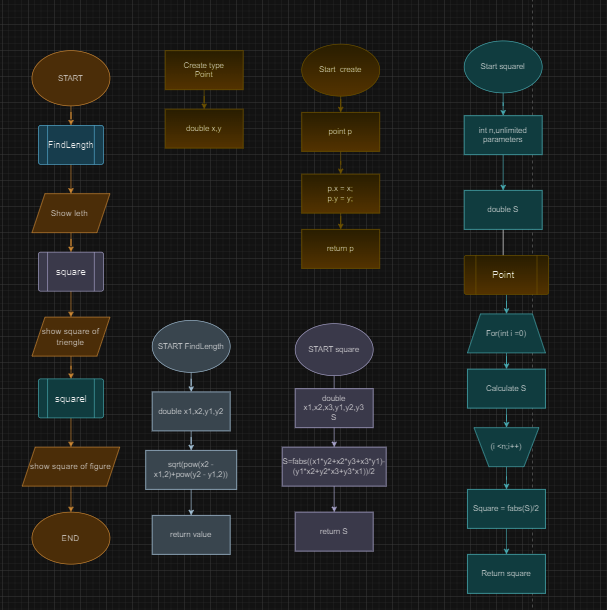 START
FindLength
Show leth
square
show square of
triengle
squarel
show square of figure
END
Create type
Point
double x,y
Start create
point p
p.x = x;
p.y = y;
return p
START FindLength
double x1,x2,y1,y2
sqrt(pow(x2 -
x1,2)+pow(y2 - y1,2))
return value
START square
double
x1,x2,x3,y1,y2,y3
S
S=fabs((x1*y2+x2*y3+x3*y1)-
(y1*x2+y2*x3+y3*x1))/2
return S
Start squarel
int n,unlimited
parameters
double S
Point
For(int i =0)
Calculate S
(i <n;i++)
Square = fabs(S)/2
Return square